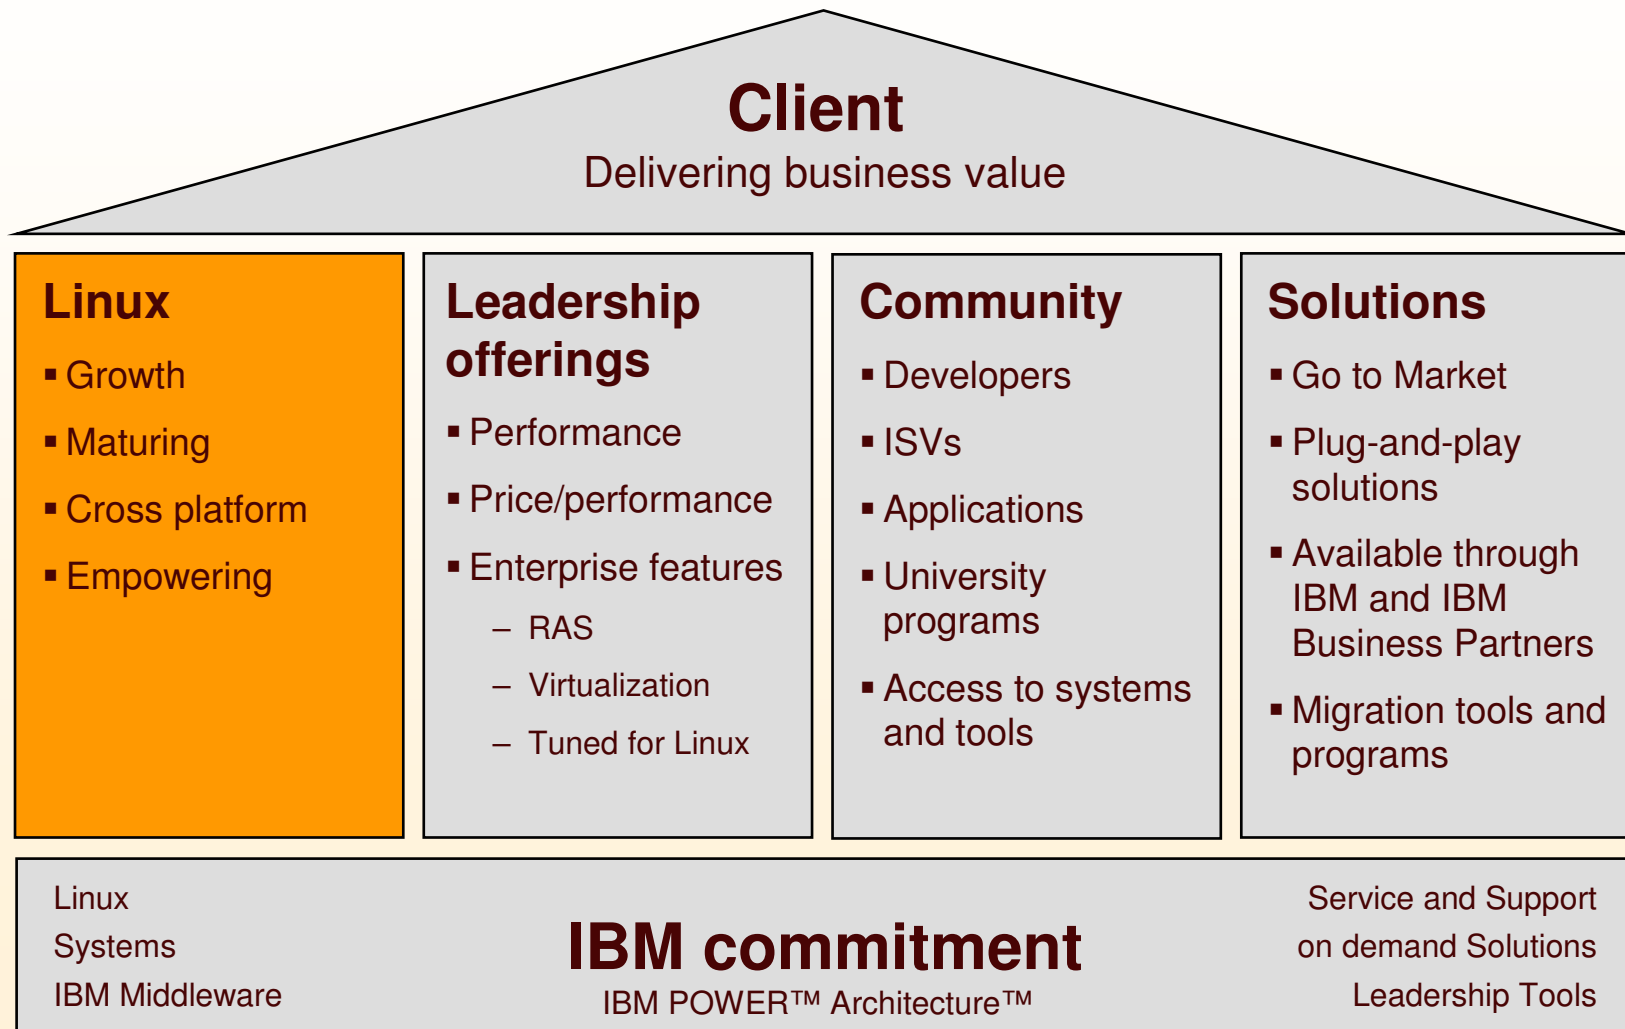 Client
Delivering business value
Linux
▪ Growth
▪ Maturing
▪ Cross platform
▪ Empowering
Leadership
offerings
▪ Performance
▪ Price/performance
▪ Enterprise features
– RAS
– Virtualization
– Tuned for Linux
Community
▪ Developers
▪ ISVs
▪ Applications
▪ University
programs
▪ Access to systems
and tools
Solutions
▪ Go to Market
▪ Plug-and-play
solutions
▪ Available through
IBM and IBM
Business Partners
▪ Migration tools and
programs
Linux
Systems
IBM Middleware
IBM commitment
IBM POWER™ Architecture™
Service and Support
on demand Solutions
Leadership Tools